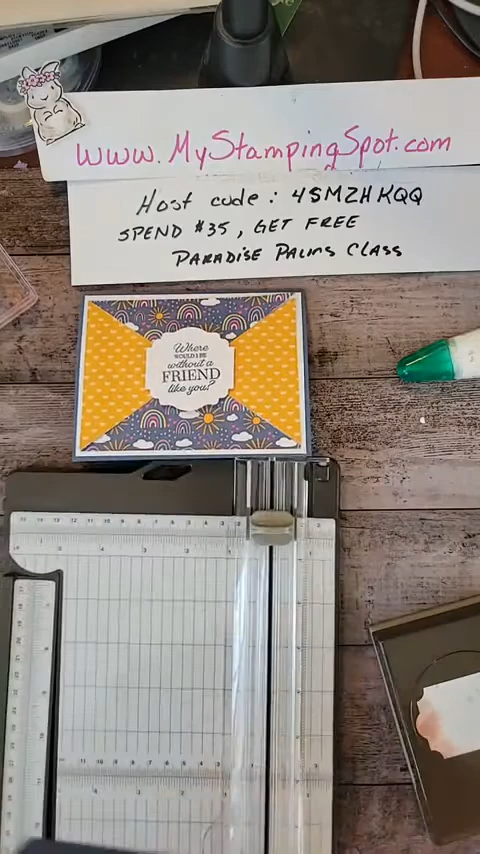 www.MyStampingSpot.com
Host code: 4SMZHKQQ
SPEND $35, GET FREE
PARADISE PALMS CLASS
Where
WOULD I BE
without a
FRIEND
like you?